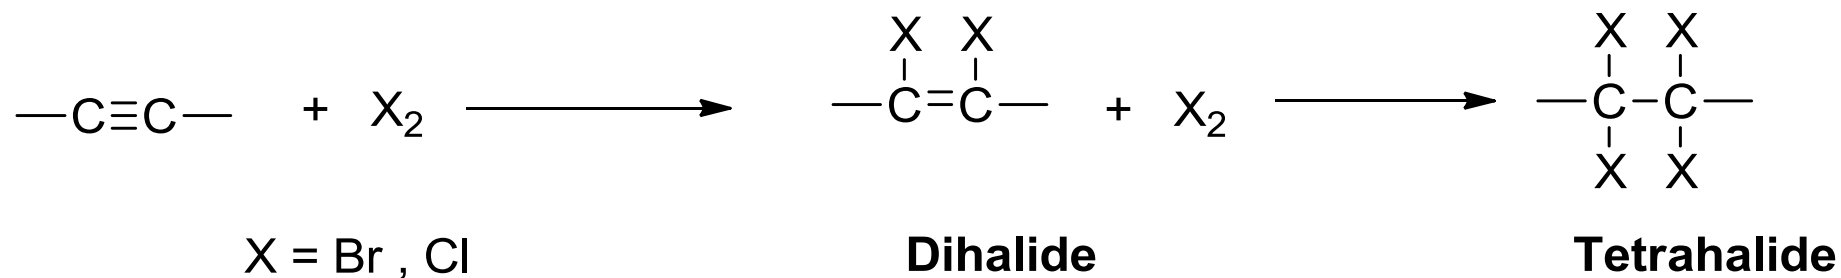 X X X X
—C≡C— + X₂ —C=C— + X₂ —C–C—
X X
X = Br , Cl Dihalide Tetrahalide